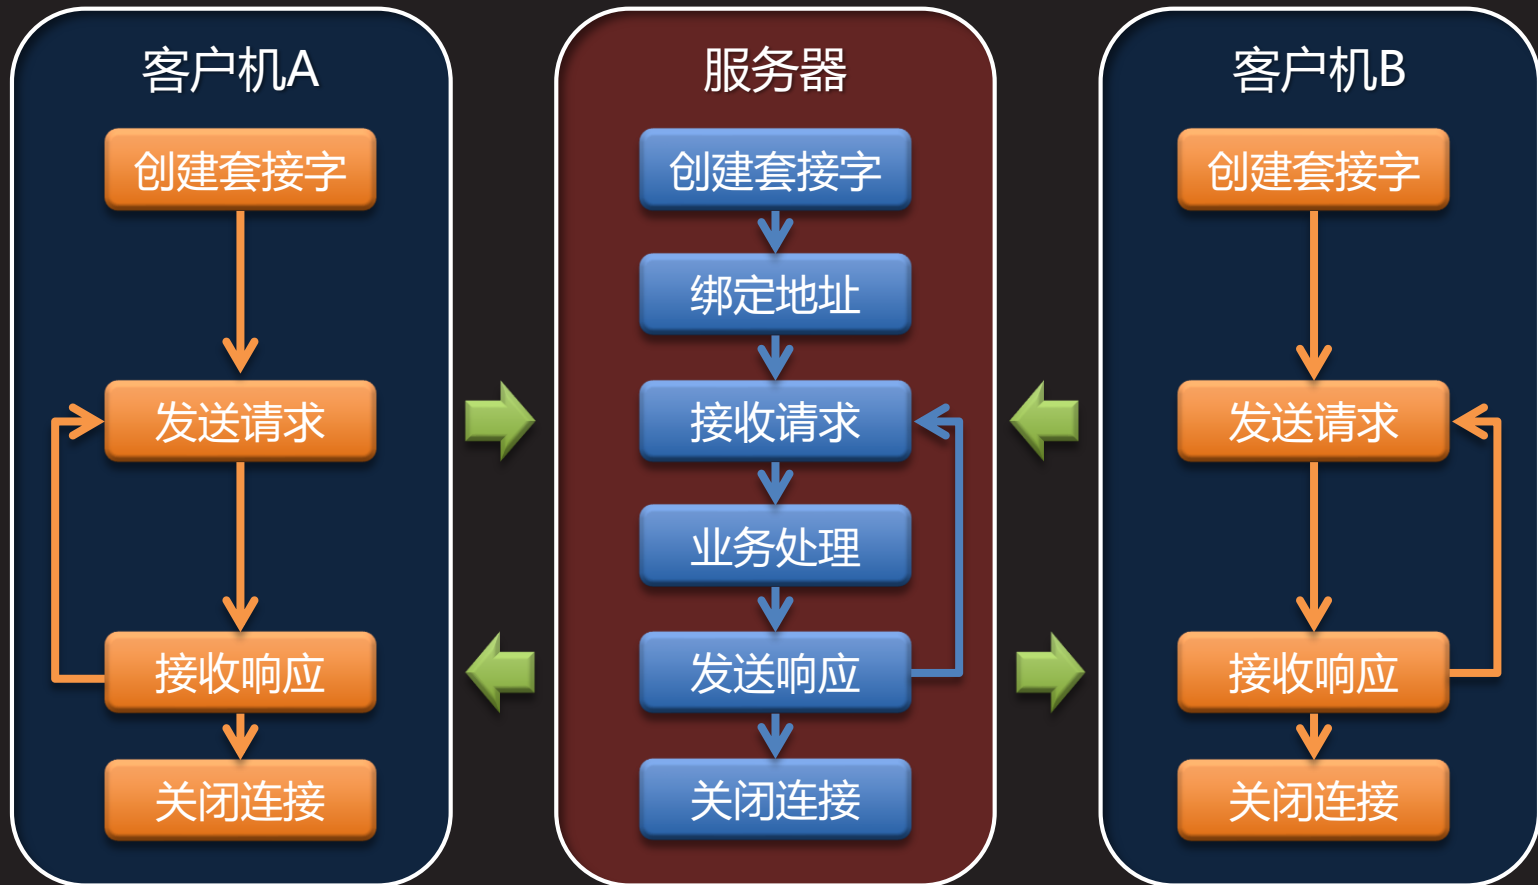 客户机A
创建套接字
发送请求
接收响应
关闭连接
服务器
创建套接字
绑定地址
接收请求
业务处理
发送响应
关闭连接
客户机B
创建套接字
发送请求
接收响应
关闭连接